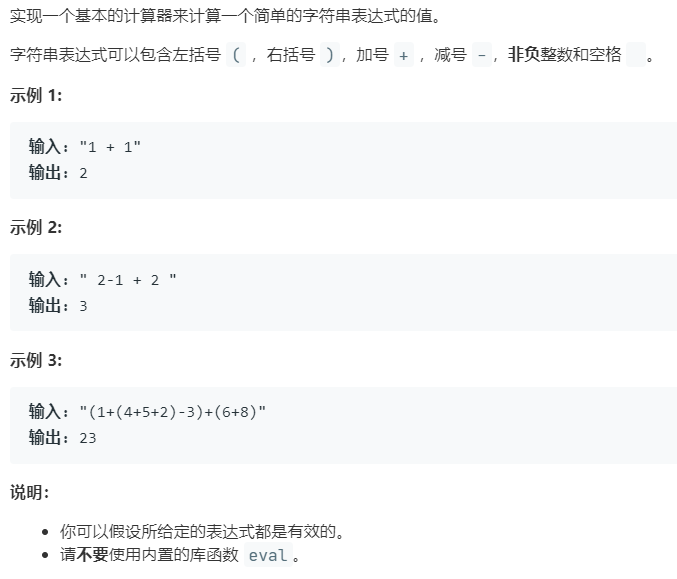 实现一个基本的计算器来计算一个简单的字符串表达式的值。
字符串表达式可以包含左括号 ( ，右括号 )，加号 + ，减号 -，非负整数和空格  。
示例 1:
输入："1 + 1"
输出：2
示例 2:
输入：" 2-1 + 2 "
输出：3
示例 3:
输入："(1+(4+5+2)-3)+(6+8)"
输出：23
说明：
• 你可以假设所给定的表达式都是有效的。
• 请不要使用内置的库函数 eval。